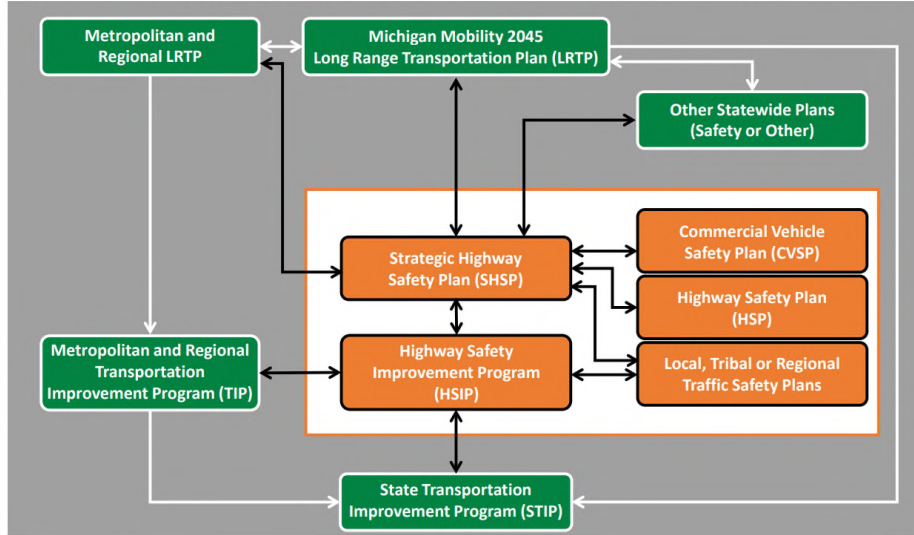 Metropolitan and
Regional LRTP
Michigan Mobility 2045
Long Range Transportation Plan (LRTP)
Other Statewide Plans
(Safety or Other)
Strategic Highway
Safety Plan (SHSP)
Commercial Vehicle
Safety Plan (CVSP)
Highway Safety Plan
(HSP)
Metropolitan and Regional
Transportation
Improvement Program (TIP)
Highway Safety
Improvement Program
(HSIP)
Local, Tribal or Regional
Traffic Safety Plans
State Transportation
Improvement Program (STIP)